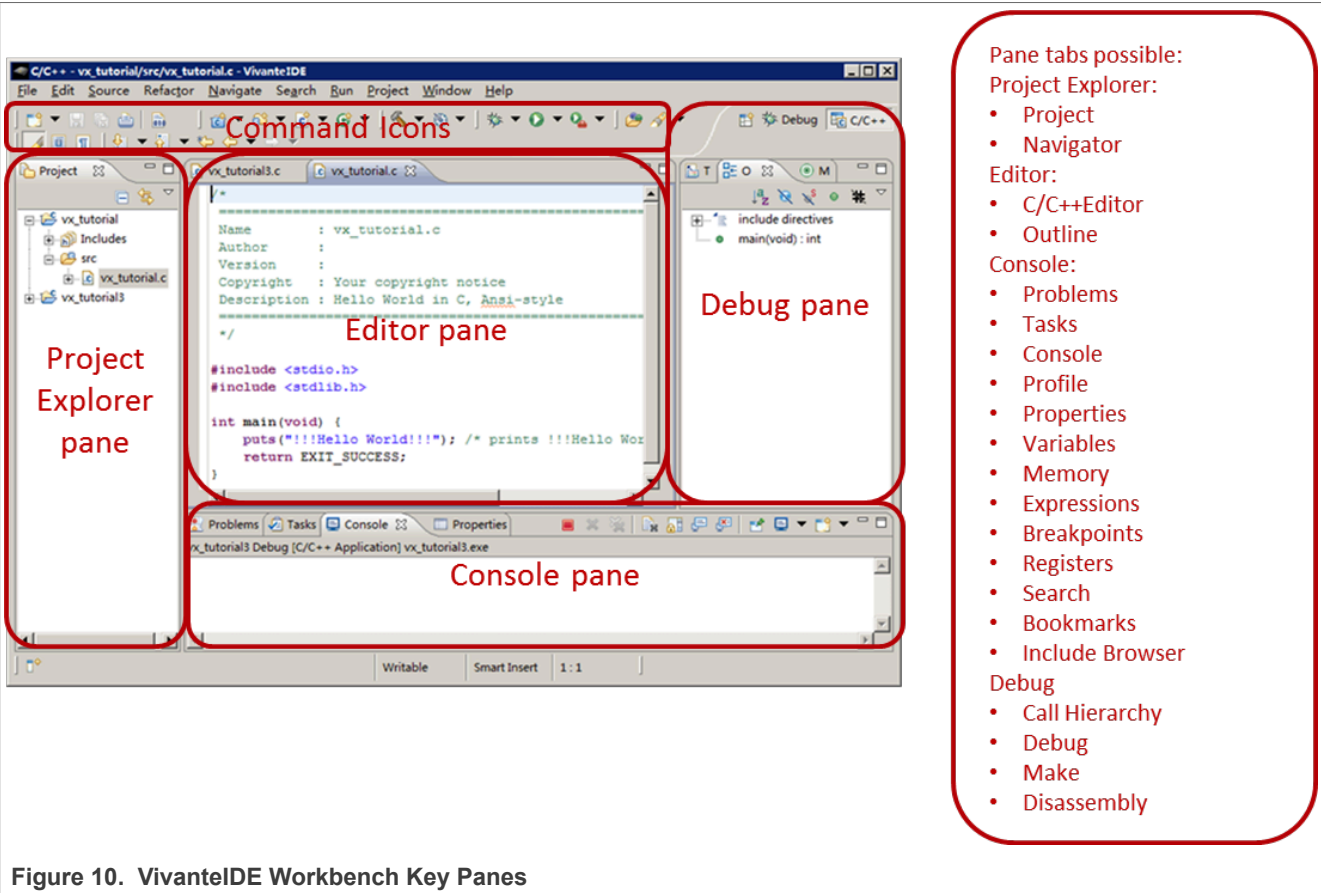 C/C++ - vx_tutorial/src/vx_tutorial.c - VivanteIDE
File Edit Source Refactor Navigate Search Run Project Window Help
Command Icons
Debug C/C++
Project
vx_tutorial
Includes
src
vx_tutorial.c
vx_tutorial3
Project
Explorer
pane
vx_tutorial3.c vx_tutorial.c
/*
Name : vx_tutorial.c
Author :
Version :
Copyright : Your copyright notice
Description : Hello World in C, Ansi-style
*/
Editor pane
#include <stdio.h>
#include <stdlib.h>
int main(void) {
puts("!!!Hello World!!!"); /* prints !!!Hello Wor
return EXIT_SUCCESS;
}
T O M
include directives
main(void) : int
Debug pane
Problems Tasks Console Properties
vx_tutorial3 Debug [C/C++ Application] vx_tutorial3.exe
Console pane
Writable Smart Insert 1 : 1
Pane tabs possible:
Project Explorer:
• Project
• Navigator
Editor:
• C/C++Editor
• Outline
Console:
• Problems
• Tasks
• Console
• Profile
• Properties
• Variables
• Memory
• Expressions
• Breakpoints
• Registers
• Search
• Bookmarks
• Include Browser
Debug
• Call Hierarchy
• Debug
• Make
• Disassembly
Figure 10. VivanteIDE Workbench Key Panes